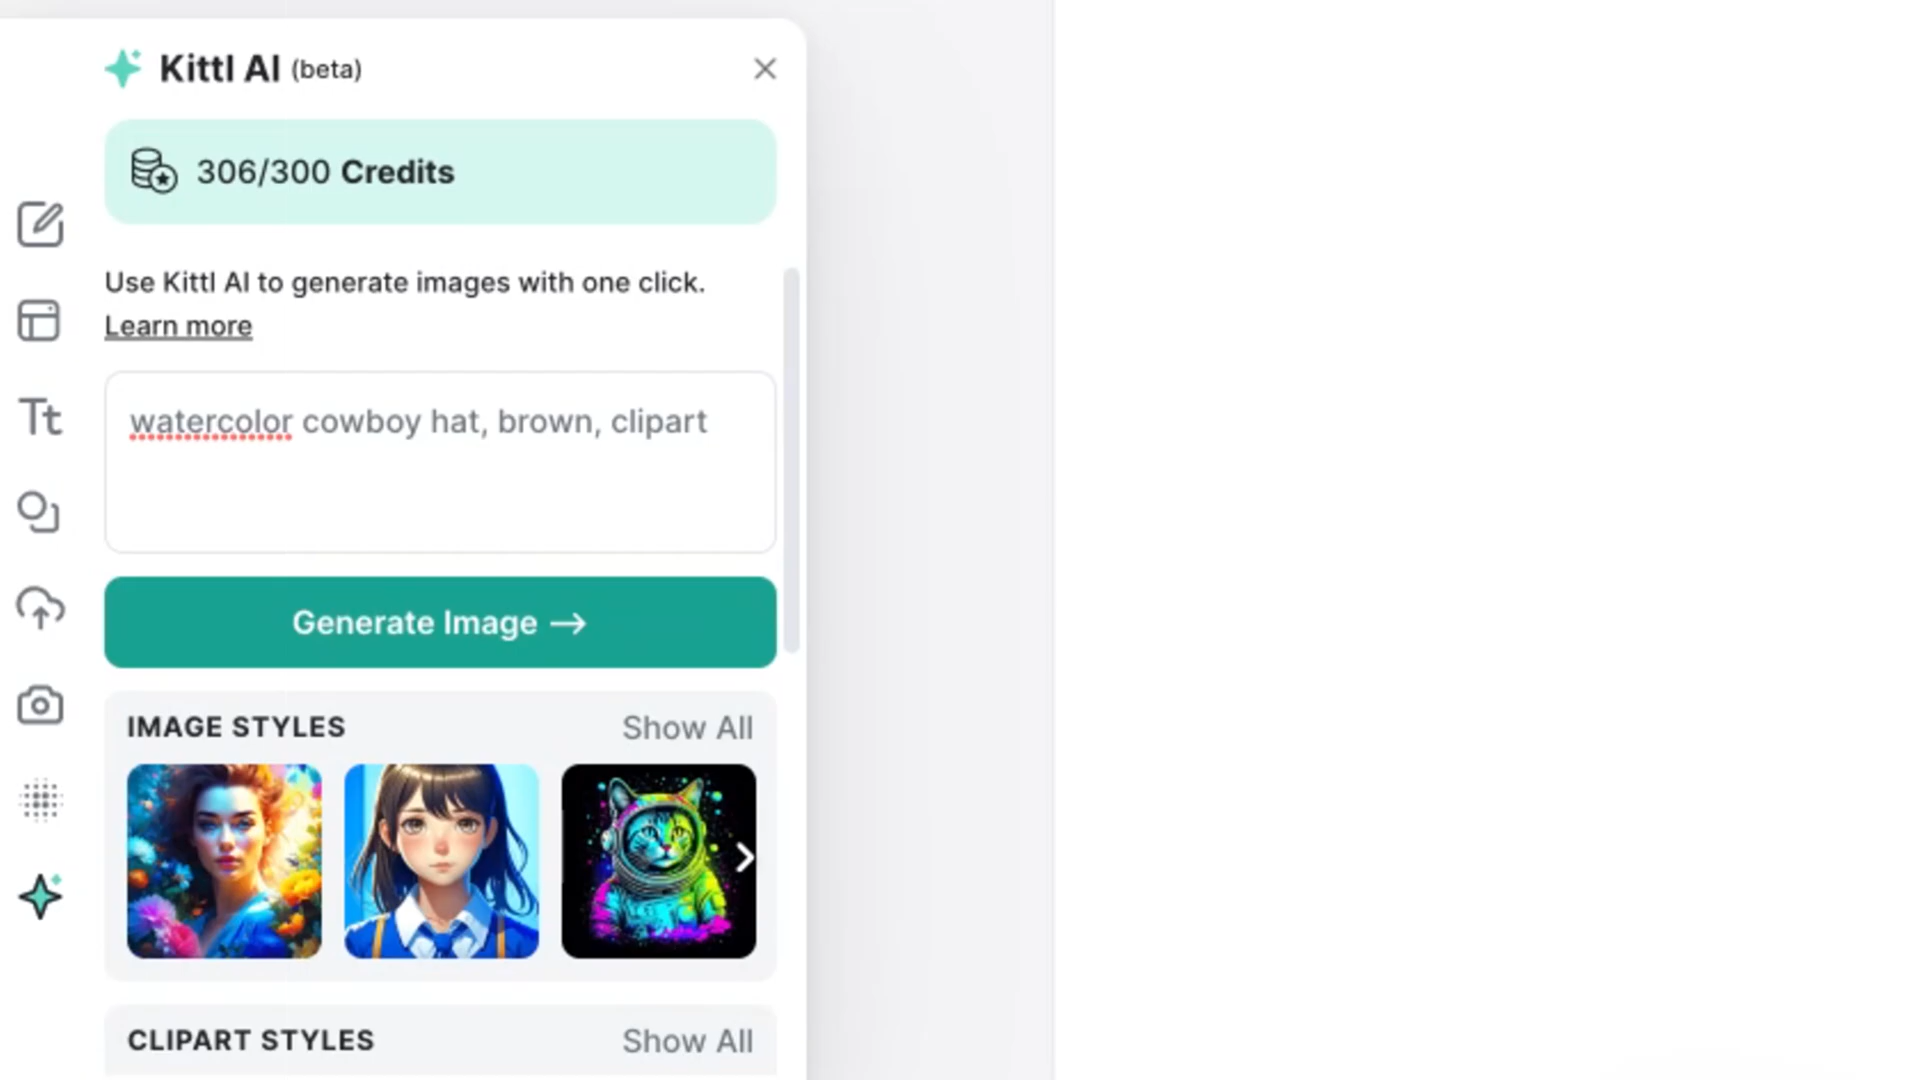 Kittl AI (beta)
306/300 Credits
Use Kittl AI to generate images with one click.
Learn more
watercolor cowboy hat, brown, clipart
Tt
Generate Image →
IMAGE STYLES Show All
CLIPART STYLES Show All